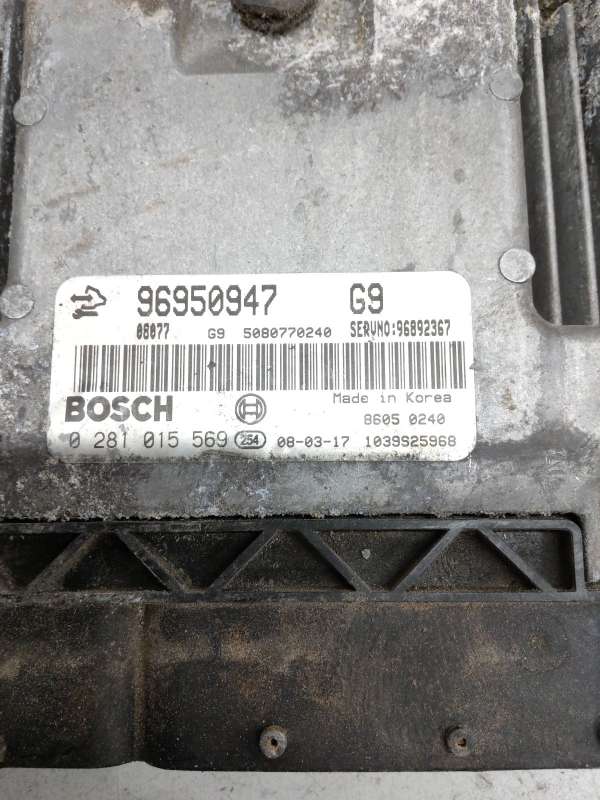 96950947 G9
08077 G9 5080770240 SERVNO:96892367
Made in Korea
BOSCH 8605 0240
0 281 015 569 254 08-03-17 1039S25968